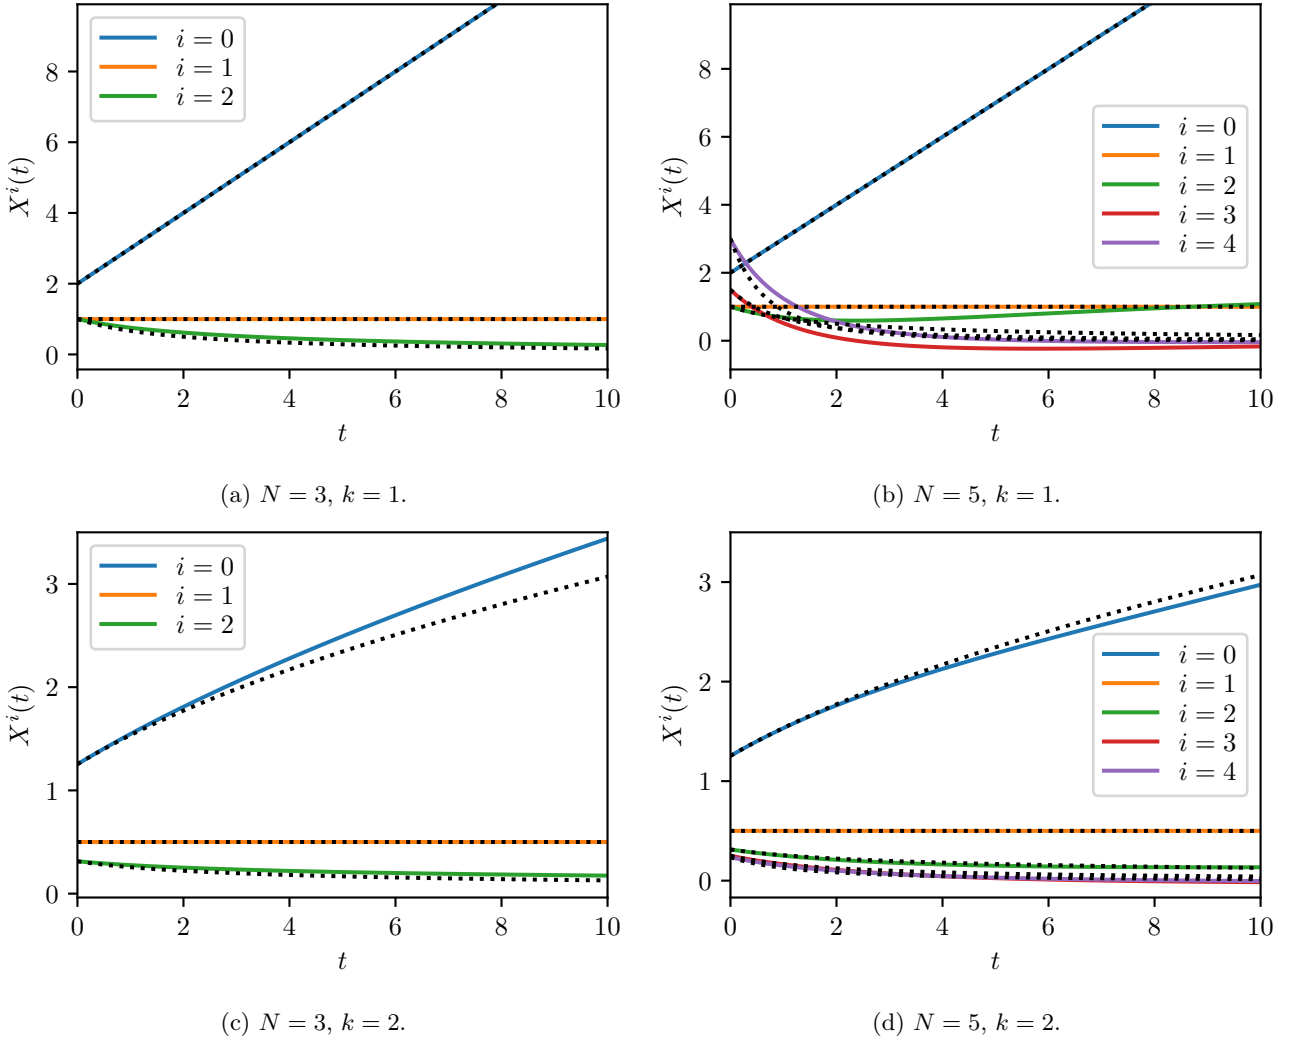 8
6
4
2
0
X^i(t)
i = 0
i = 1
i = 2
0 2 4 6 8 10
t
(a) N = 3, k = 1.
8
6
4
2
0
X^i(t)
i = 0
i = 1
i = 2
i = 3
i = 4
0 2 4 6 8 10
t
(b) N = 5, k = 1.
3
2
1
0
X^i(t)
i = 0
i = 1
i = 2
0 2 4 6 8 10
t
(c) N = 3, k = 2.
3
2
1
0
X^i(t)
i = 0
i = 1
i = 2
i = 3
i = 4
0 2 4 6 8 10
t
(d) N = 5, k = 2.